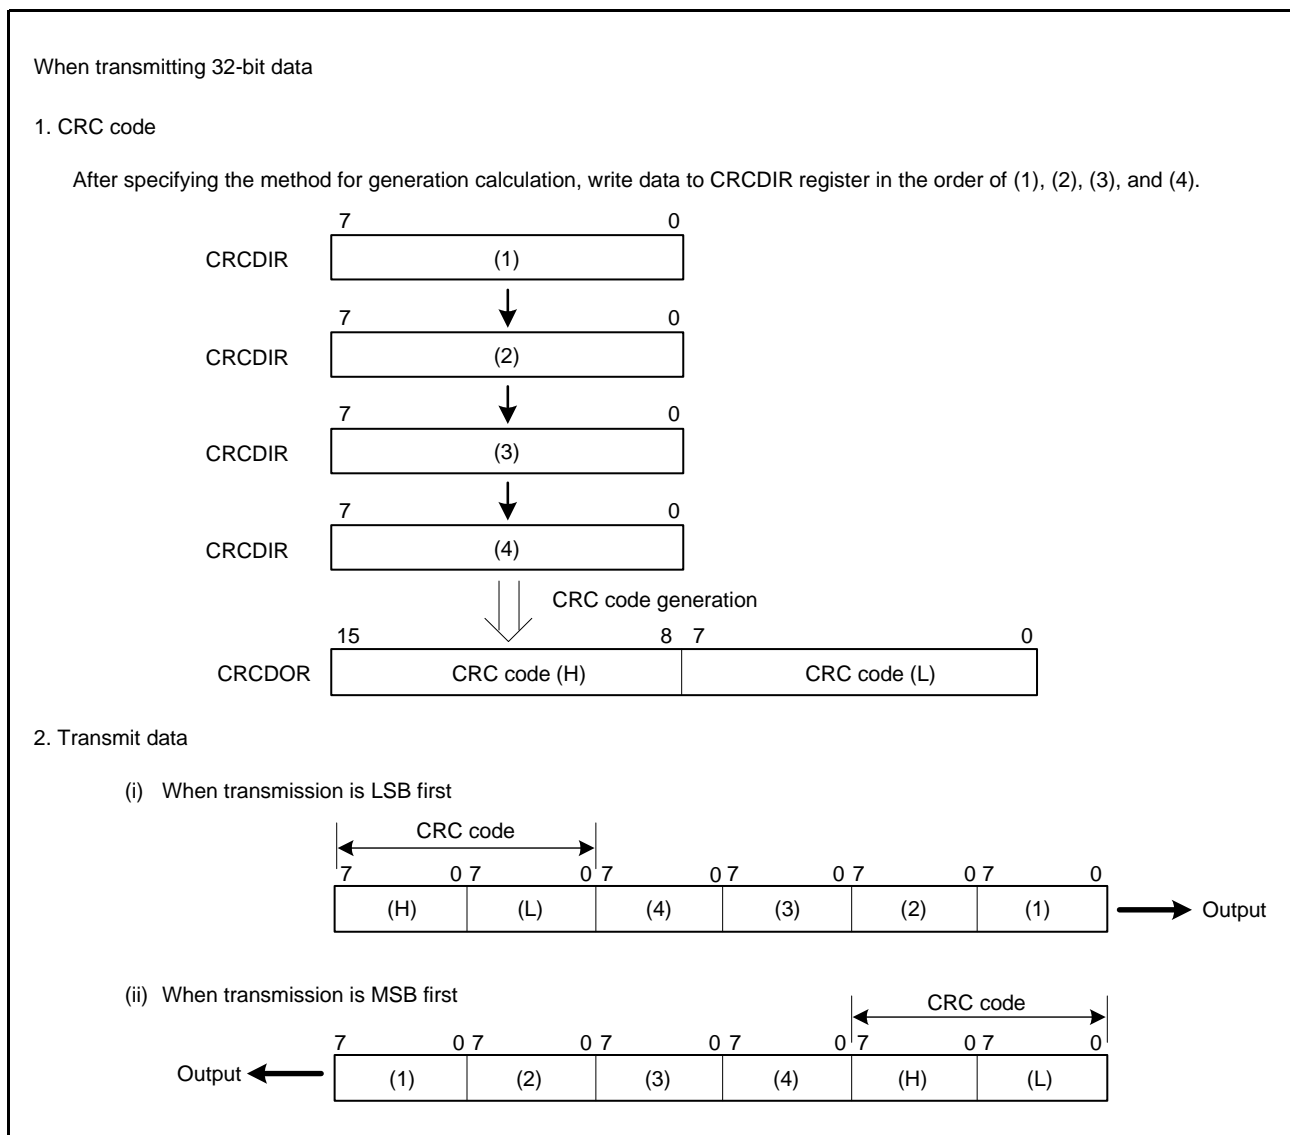 When transmitting 32-bit data
1. CRC code
After specifying the method for generation calculation, write data to CRCDIR register in the order of (1), (2), (3), and (4).
7 0
CRCDIR (1)
7 0
CRCDIR (2)
7 0
CRCDIR (3)
7 0
CRCDIR (4)
CRC code generation
15 8 7 0
CRCDOR CRC code (H) CRC code (L)
2. Transmit data
(i) When transmission is LSB first
CRC code
7 0 7 0 7 0 7 0 7 0 7 0
(H) (L) (4) (3) (2) (1) Output
(ii) When transmission is MSB first
CRC code
7 0 7 0 7 0 7 0 7 0 7 0
Output (1) (2) (3) (4) (H) (L)